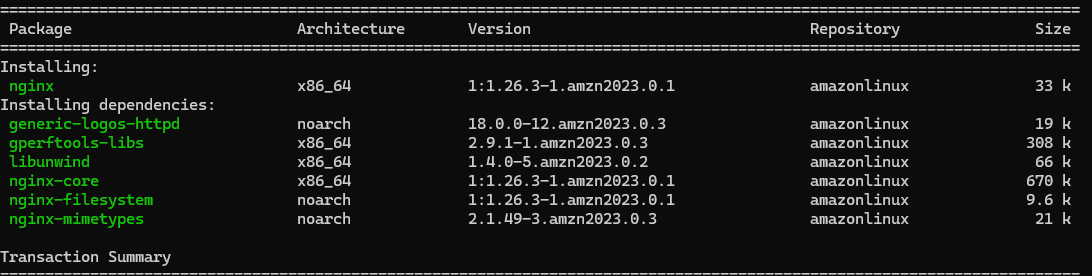 ================================================================================
 Package                        Architecture       Version                               Repository               Size
================================================================================
Installing:
 nginx                          x86_64             1:1.26.3-1.amzn2023.0.1               amazonlinux              33 k
Installing dependencies:
 generic-logos-httpd            noarch             18.0.0-12.amzn2023.0.3                amazonlinux              19 k
 gperftools-libs                x86_64             2.9.1-1.amzn2023.0.3                  amazonlinux             308 k
 libunwind                      x86_64             1.4.0-5.amzn2023.0.2                  amazonlinux              66 k
 nginx-core                     x86_64             1:1.26.3-1.amzn2023.0.1               amazonlinux             670 k
 nginx-filesystem               noarch             1:1.26.3-1.amzn2023.0.1               amazonlinux             9.6 k
 nginx-mimetypes                noarch             2.1.49-3.amzn2023.0.3                 amazonlinux              21 k
Transaction Summary
================================================================================